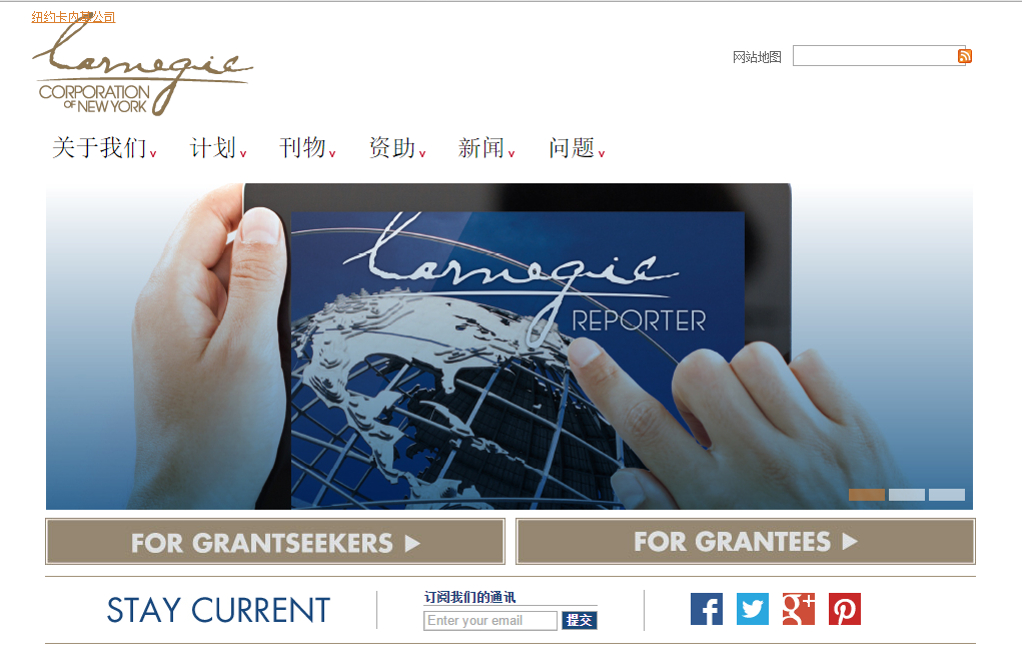 纽约卡内基公司
Carnegie
CORPORATION
OF NEW YORK
网站地图
关于我们 v 计划 v 刊物 v 资助 v 新闻 v 问题 v
Carnegie
REPORTER
FOR GRANTSEEKERS FOR GRANTEES
STAY CURRENT
订阅我们的通讯
Enter your email 提交